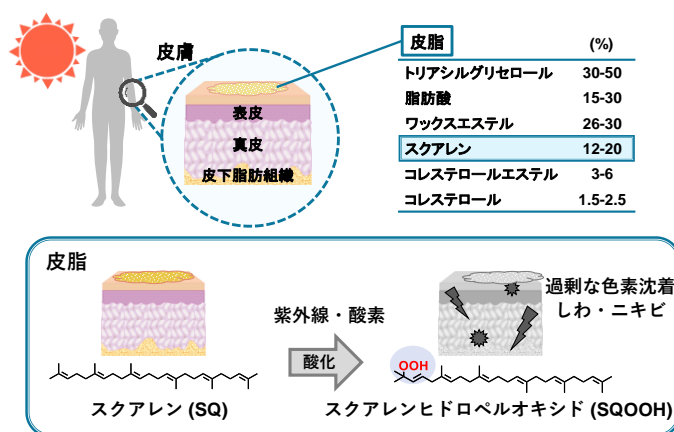 皮膚
表皮
真皮
皮下脂肪組織
皮脂 (%)
トリアシルグリセロール 30-50
脂肪酸 15-30
ワックスエステル 26-30
スクアレン 12-20
コレステロールエステル 3-6
コレステロール 1.5-2.5
皮脂
紫外線・酸素
酸化
過剰な色素沈着
しわ・ニキビ
OOH
スクアレン (SQ)
スクアレンヒドロペルオキシド (SQOOH)